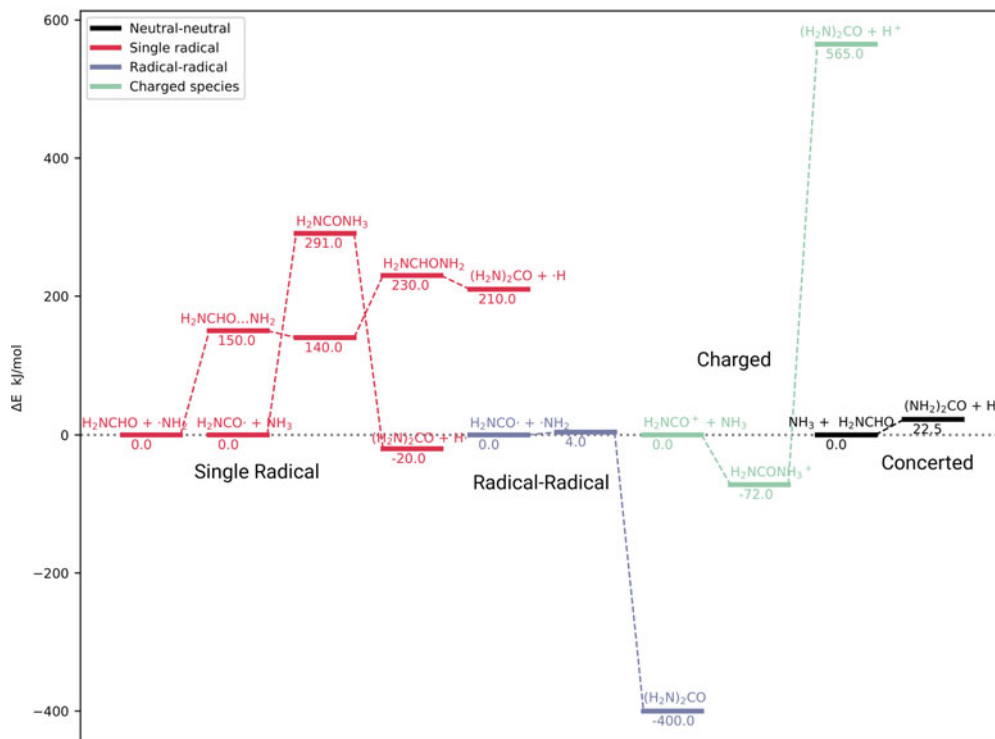 600
400
200
0
−200
−400
ΔE kJ/mol
Neutral-neutral
Single radical
Radical-radical
Charged species
(H₂N)₂CO + H⁺
565.0
H₂NCONH₃
291.0
H₂NCHONH₂
230.0
(H₂N)₂CO + ·H
210.0
H₂NCHO...NH₂
150.0
140.0
Charged
H₂NCHO + ·NH₂
0.0
H₂NCO· + NH₃
0.0
(H₂N)₂CO + H·
-20.0
H₂NCO· + ·NH₂
0.0
4.0
H₂NCO⁺ + NH₃
0.0
H₂NCONH₃⁺
-72.0
NH₃ + H₂NCHO
0.0
(NH₂)₂CO + H
22.5
Single Radical
Radical-Radical
Concerted
(H₂N)₂CO
-400.0